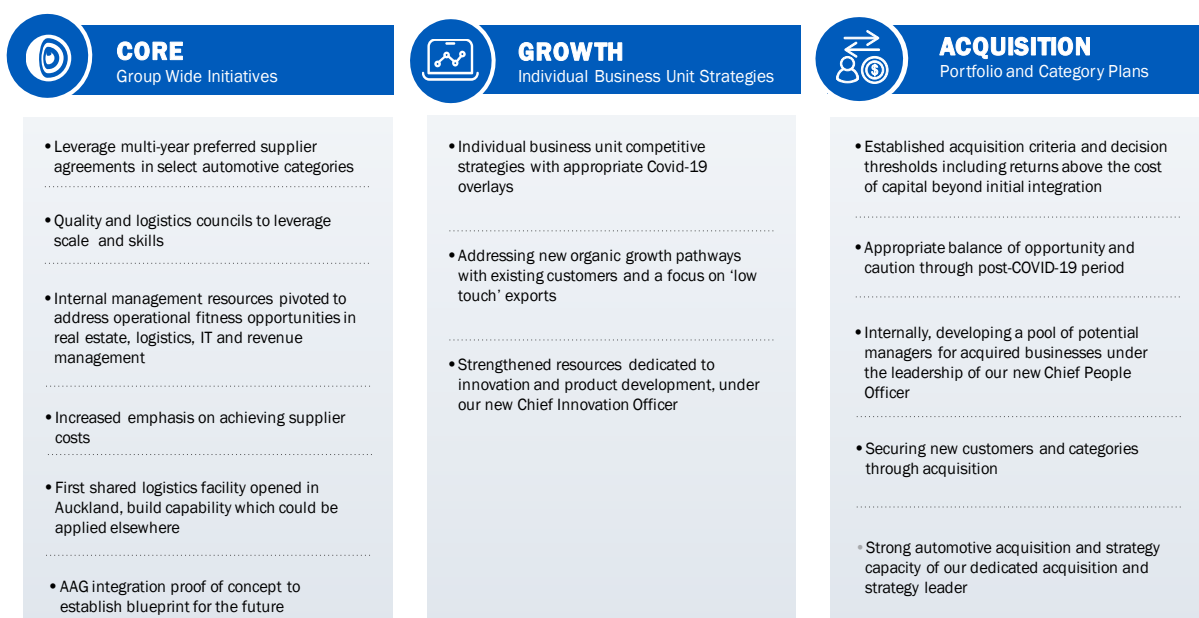 CORE
Group Wide Initiatives
• Leverage multi-year preferred supplier
agreements in select automotive categories
• Quality and logistics councils to leverage
scale and skills
• Internal management resources pivoted to
address operational fitness opportunities in
real estate, logistics, IT and revenue
management
• Increased emphasis on achieving supplier
costs
• First shared logistics facility opened in
Auckland, build capability which could be
applied elsewhere
• AAG integration proof of concept to
establish blueprint for the future
GROWTH
Individual Business Unit Strategies
• Individual business unit competitive
strategies with appropriate Covid-19
overlays
• Addressing new organic growth pathways
with existing customers and a focus on ‘low
touch’ exports
• Strengthened resources dedicated to
innovation and product development, under
our new Chief Innovation Officer
ACQUISITION
Portfolio and Category Plans
• Established acquisition criteria and decision
thresholds including returns above the cost
of capital beyond initial integration
• Appropriate balance of opportunity and
caution through post-COVID-19 period
• Internally, developing a pool of potential
managers for acquired businesses under
the leadership of our new Chief People
Officer
• Securing new customers and categories
through acquisition
• Strong automotive acquisition and strategy
capacity of our dedicated acquisition and
strategy leader